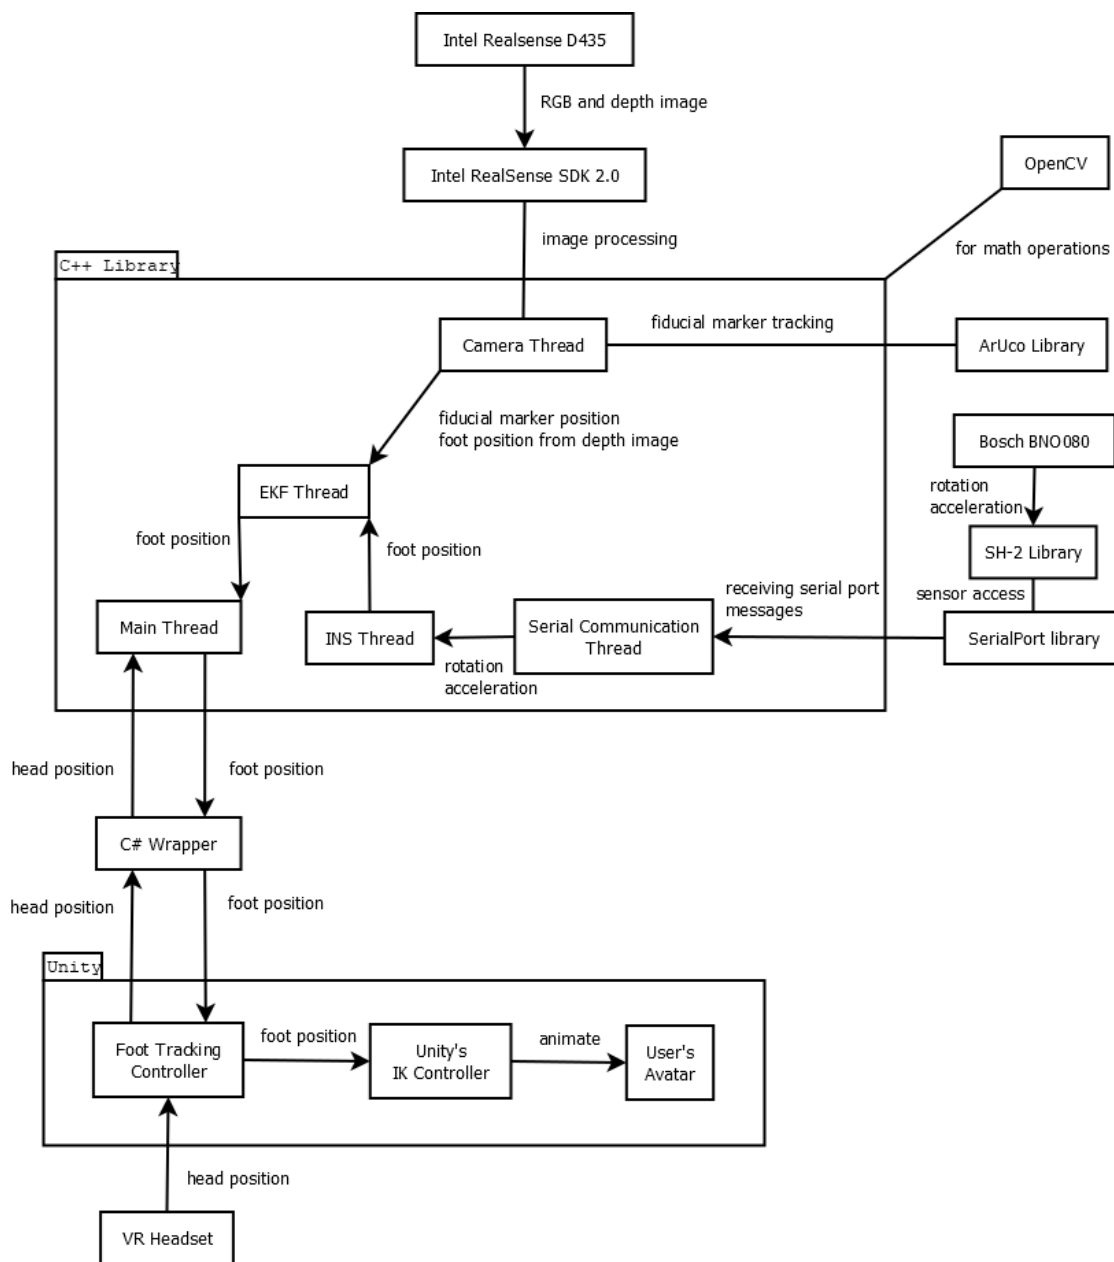 Intel Realsense D435
RGB and depth image
Intel RealSense SDK 2.0
OpenCV
image processing
for math operations
C++ Library
fiducial marker tracking
Camera Thread
ArUco Library
fiducial marker position
foot position from depth image
Bosch BNO080
EKF Thread
rotation
acceleration
foot position
foot position
SH-2 Library
receiving serial port
messages
sensor access
Main Thread
INS Thread
Serial Communication
Thread
SerialPort library
rotation
acceleration
head position
foot position
C# Wrapper
head position
foot position
Unity
Foot Tracking
Controller
foot position
Unity's
IK Controller
animate
User's
Avatar
head position
VR Headset